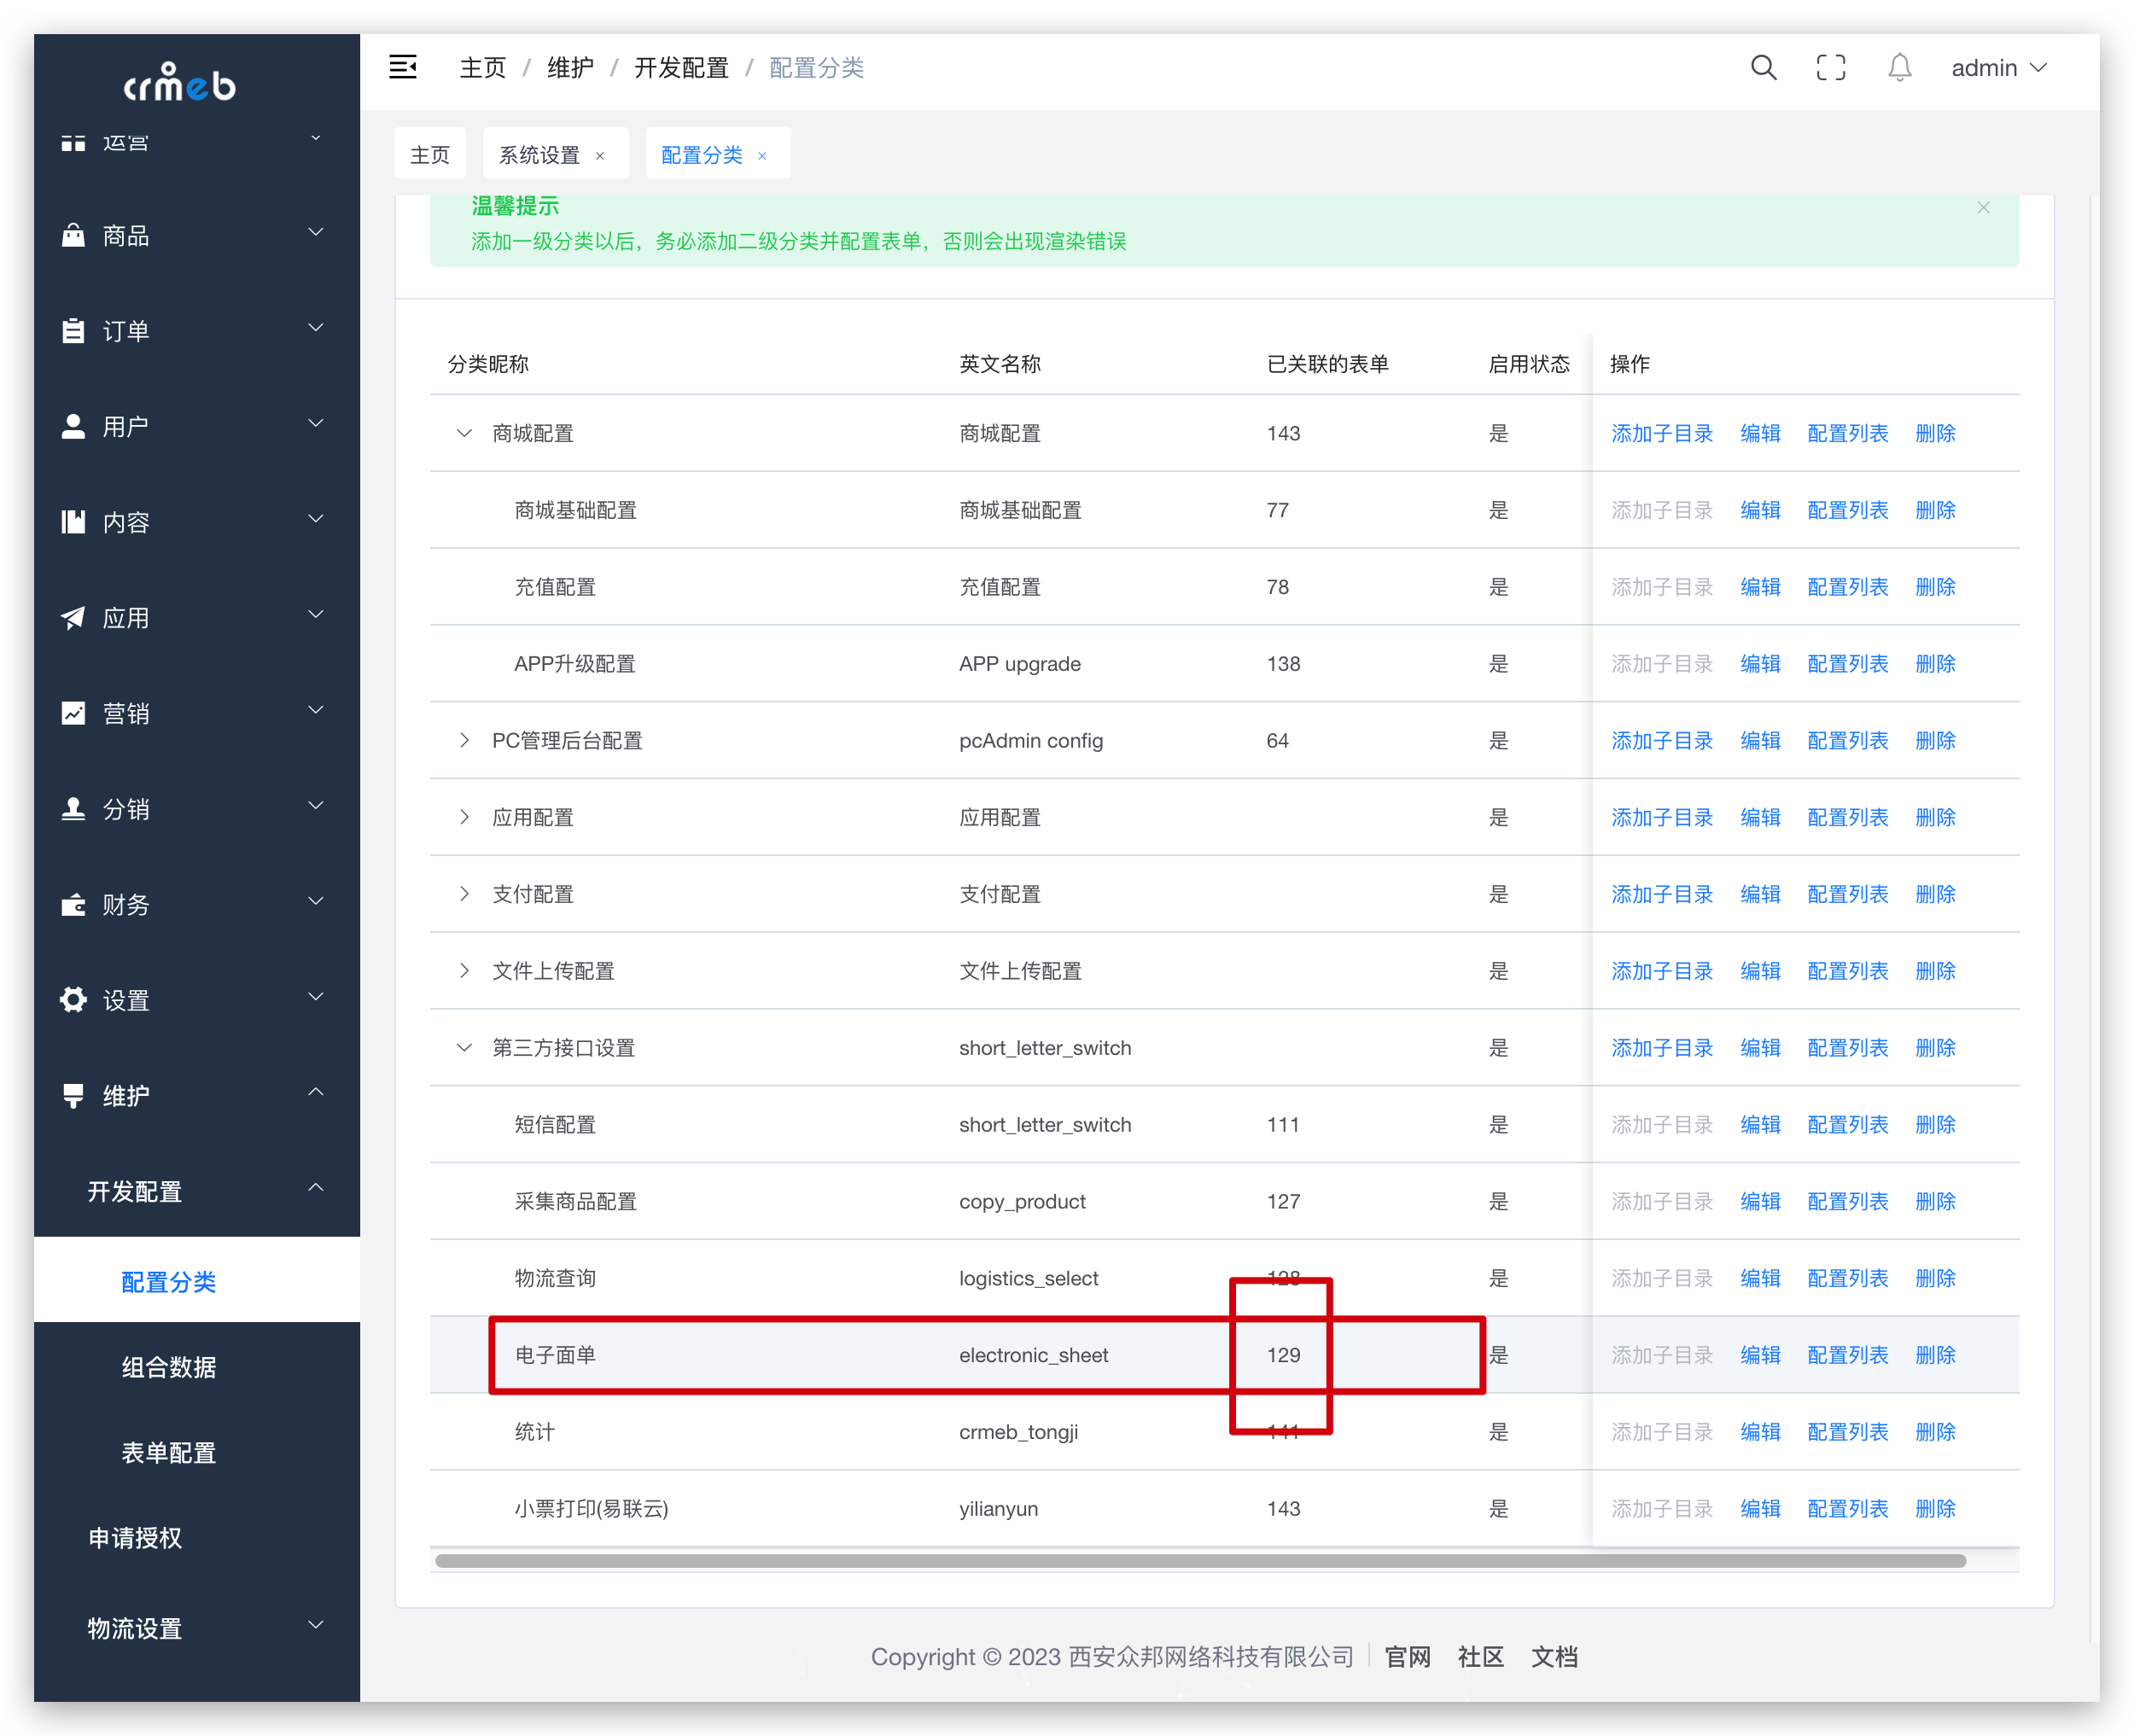 crmeb
运营
商品
订单
用户
内容
应用
营销
分销
财务
设置
维护
开发配置
配置分类
组合数据
表单配置
申请授权
物流设置
主页 / 维护 / 开发配置 / 配置分类
admin
主页 系统设置 × 配置分类 ×
温馨提示
添加一级分类以后，务必添加二级分类并配置表单，否则会出现渲染错误
分类昵称 英文名称 已关联的表单 启用状态 操作
商城配置 商城配置 143 是 添加子目录 编辑 配置列表 删除
商城基础配置 商城基础配置 77 是 添加子目录 编辑 配置列表 删除
充值配置 充值配置 78 是 添加子目录 编辑 配置列表 删除
APP升级配置 APP upgrade 138 是 添加子目录 编辑 配置列表 删除
PC管理后台配置 pcAdmin config 64 是 添加子目录 编辑 配置列表 删除
应用配置 应用配置 是 添加子目录 编辑 配置列表 删除
支付配置 支付配置 是 添加子目录 编辑 配置列表 删除
文件上传配置 文件上传配置 是 添加子目录 编辑 配置列表 删除
第三方接口设置 short_letter_switch 是 添加子目录 编辑 配置列表 删除
短信配置 short_letter_switch 111 是 添加子目录 编辑 配置列表 删除
采集商品配置 copy_product 127 是 添加子目录 编辑 配置列表 删除
物流查询 logistics_select 128 是 添加子目录 编辑 配置列表 删除
电子面单 electronic_sheet 129 是 添加子目录 编辑 配置列表 删除
统计 crmeb_tongji 141 是 添加子目录 编辑 配置列表 删除
小票打印(易联云) yilianyun 143 是 添加子目录 编辑 配置列表 删除
Copyright © 2023 西安众邦网络科技有限公司 官网 社区 文档